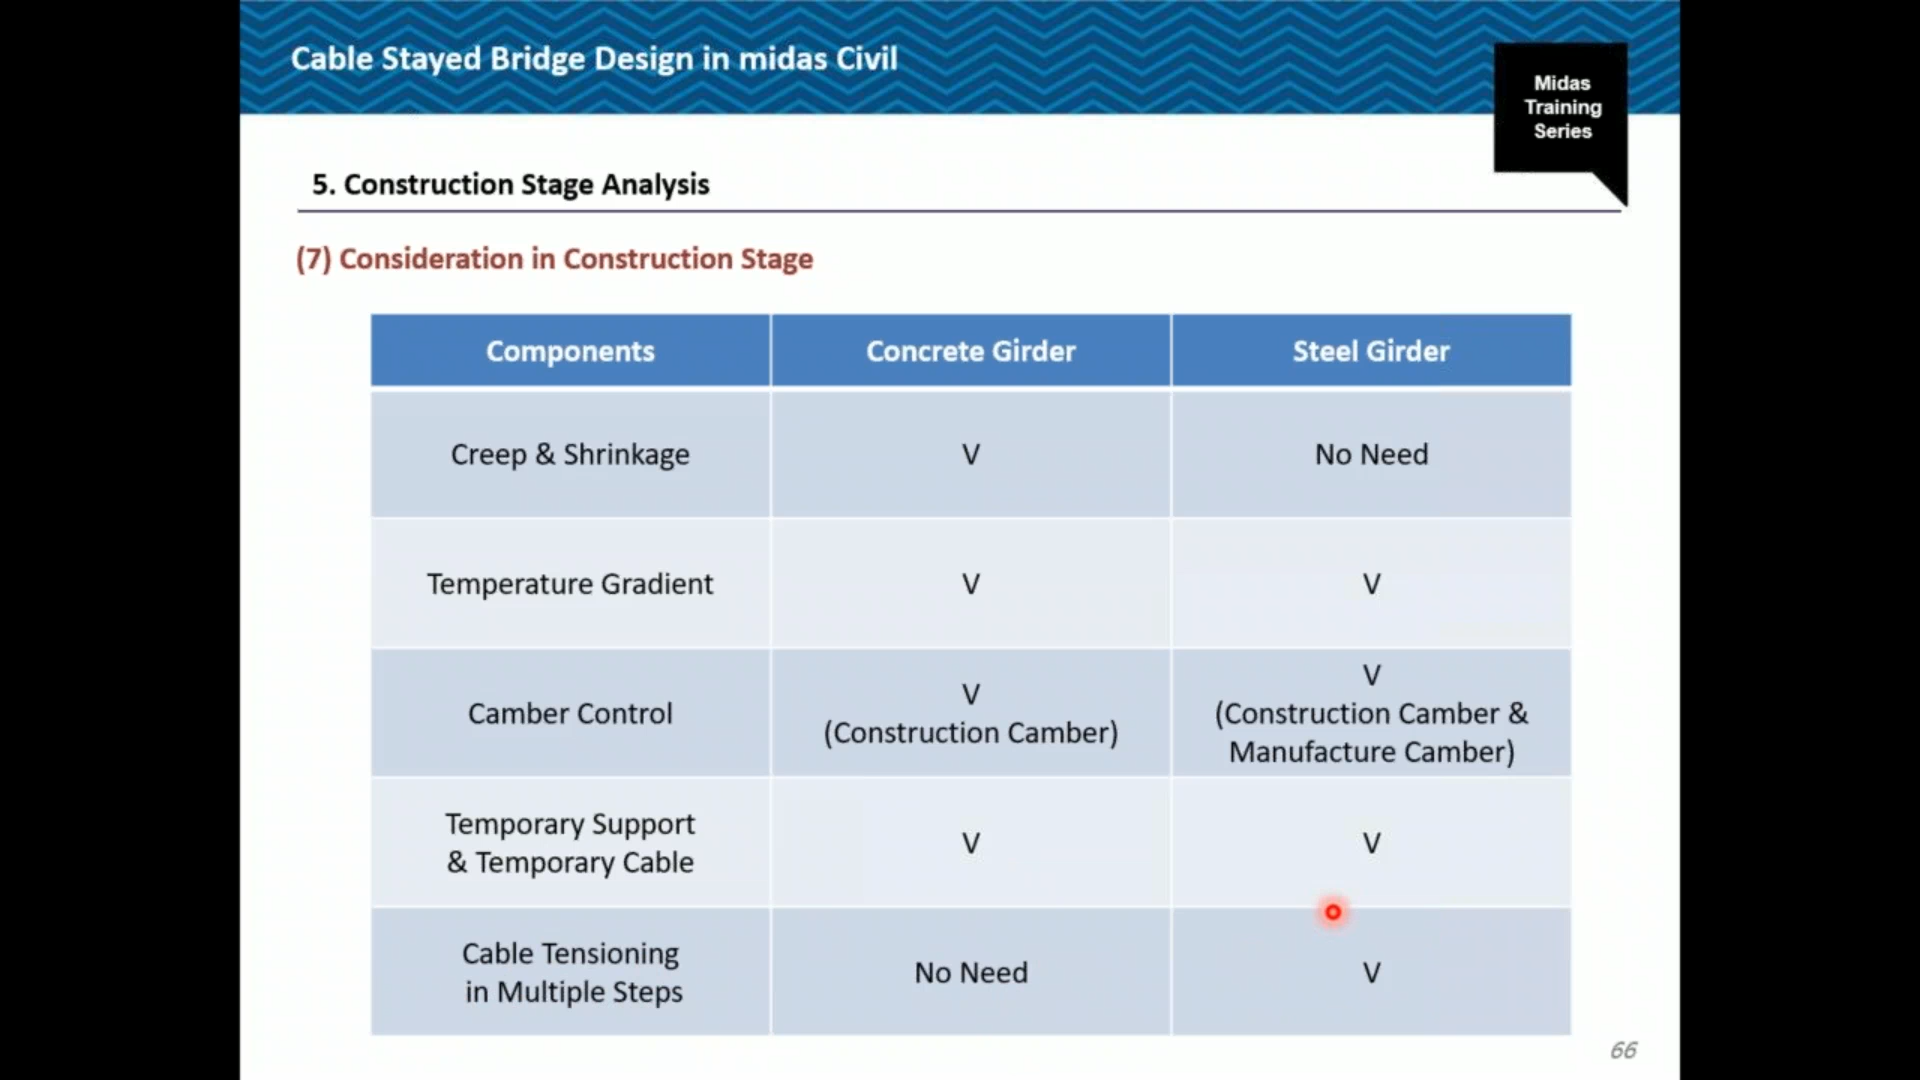 Cable Stayed Bridge Design in midas Civil
Midas
Training
Series
5. Construction Stage Analysis
(7) Consideration in Construction Stage
Components
Concrete Girder
Steel Girder
Creep & Shrinkage
V
No Need
Temperature Gradient
V
V
Camber Control
V
(Construction Camber)
V
(Construction Camber &
Manufacture Camber)
Temporary Support
& Temporary Cable
V
V
Cable Tensioning
in Multiple Steps
No Need
V
66